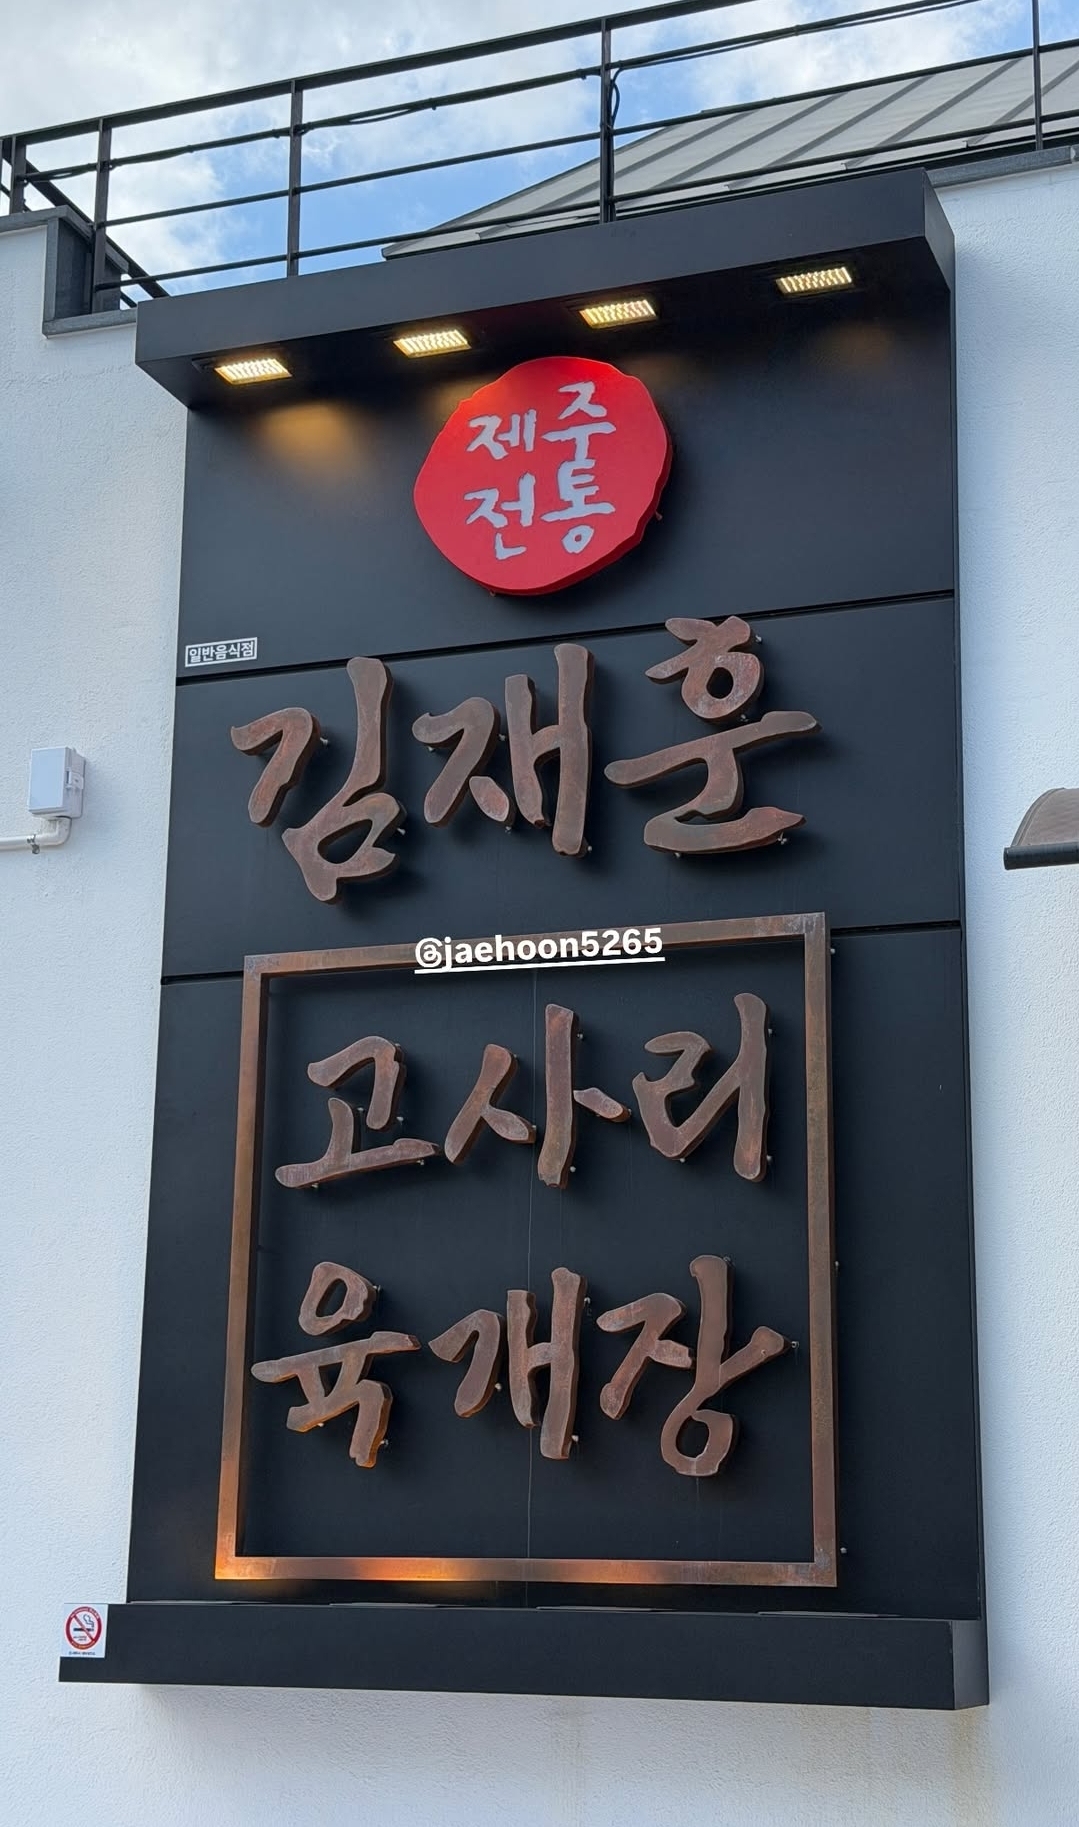 제주
전통
일반음식점
김재훈
@jaehoon5265
고사리
육개장